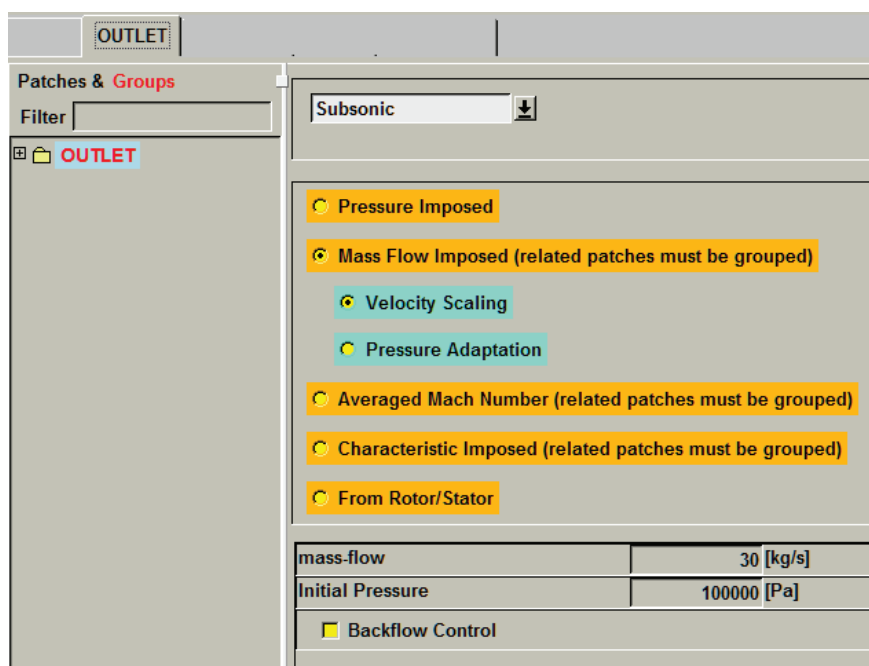 OUTLET
Patches & Groups
Filter
OUTLET
Subsonic
Pressure Imposed
Mass Flow Imposed (related patches must be grouped)
Velocity Scaling
Pressure Adaptation
Averaged Mach Number (related patches must be grouped)
Characteristic Imposed (related patches must be grouped)
From Rotor/Stator
mass-flow 30 [kg/s]
Initial Pressure 100000 [Pa]
Backflow Control